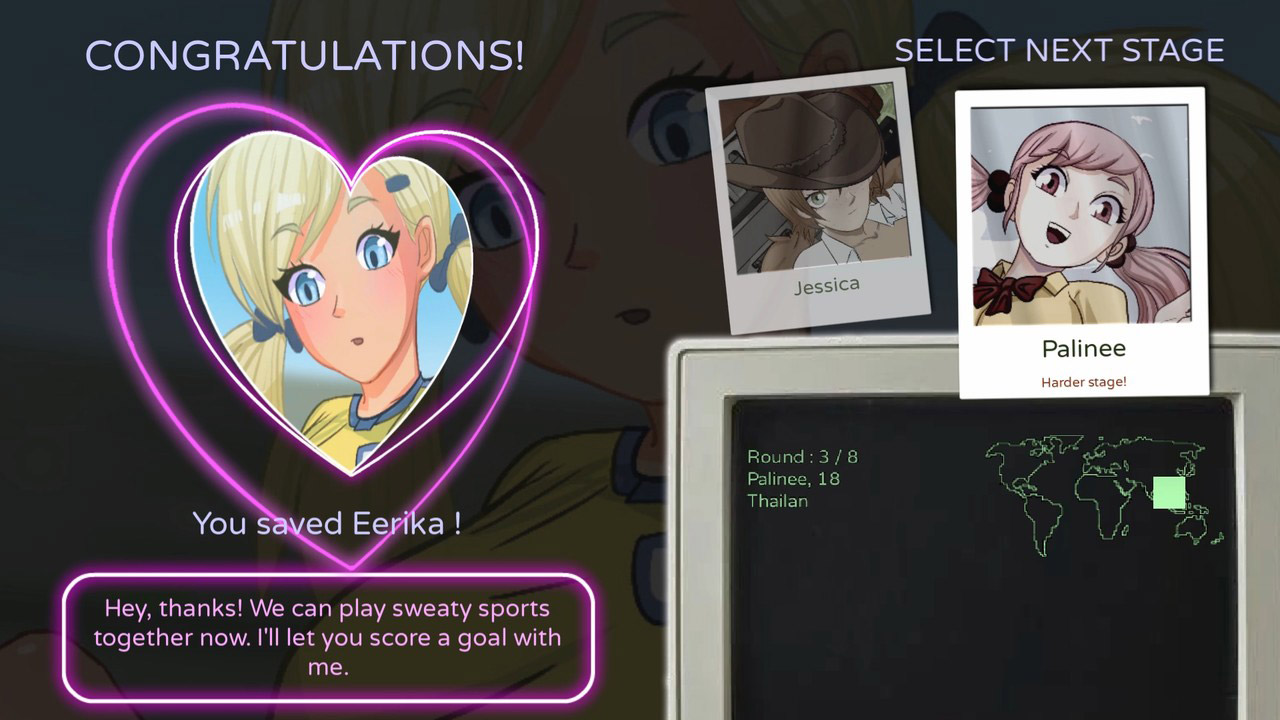 CONGRATULATIONS!
SELECT NEXT STAGE
Jessica
Palinee
Harder stage!
Round : 3 / 8
Palinee, 18
Thailan
You saved Eerika !
Hey, thanks! We can play sweaty sports
together now. I'll let you score a goal with
me.